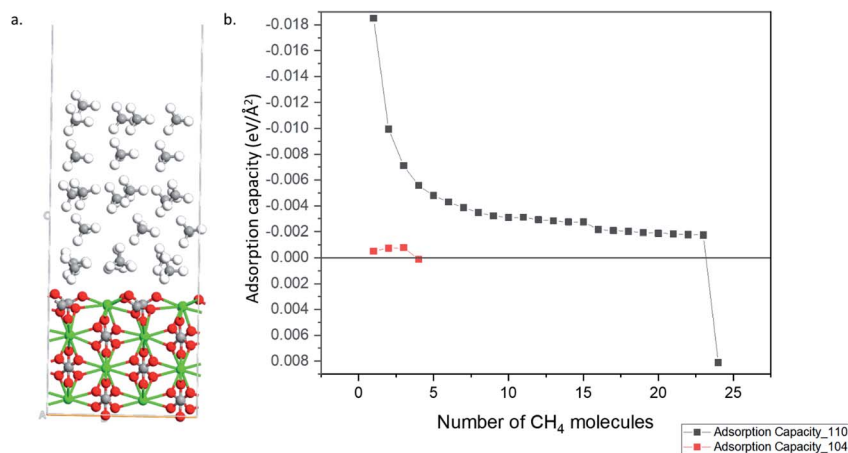 a.
b.
C
A
Adsorption capacity (eV/Å²)
-0.018
-0.016
-0.014
-0.012
-0.010
-0.008
-0.006
-0.004
-0.002
0.000
0.002
0.004
0.006
0.008
0 5 10 15 20 25
Number of CH₄ molecules
Adsorption Capacity_110
Adsorption Capacity_104